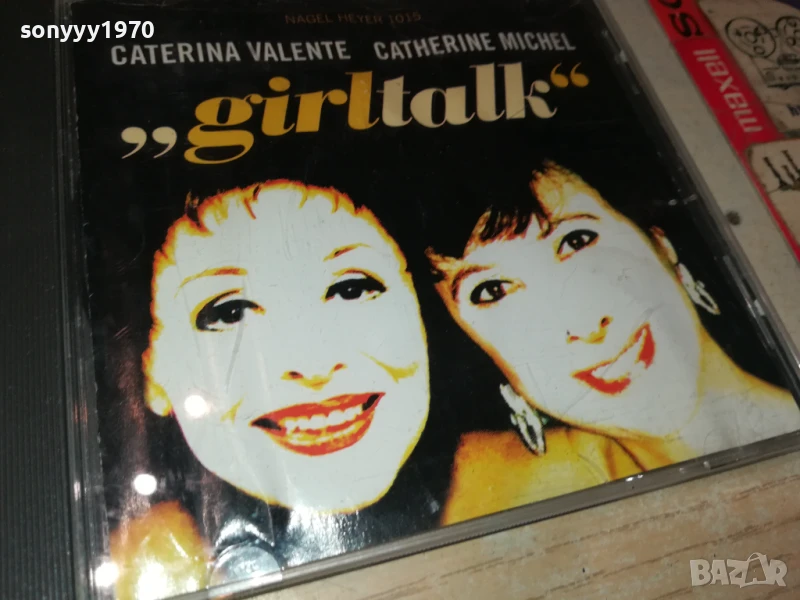 sonyyy1970
NAGEL HEYER 1015
CATERINA VALENTE CATHERINE MICHEL
„girltalk“
maxell
BAZAR